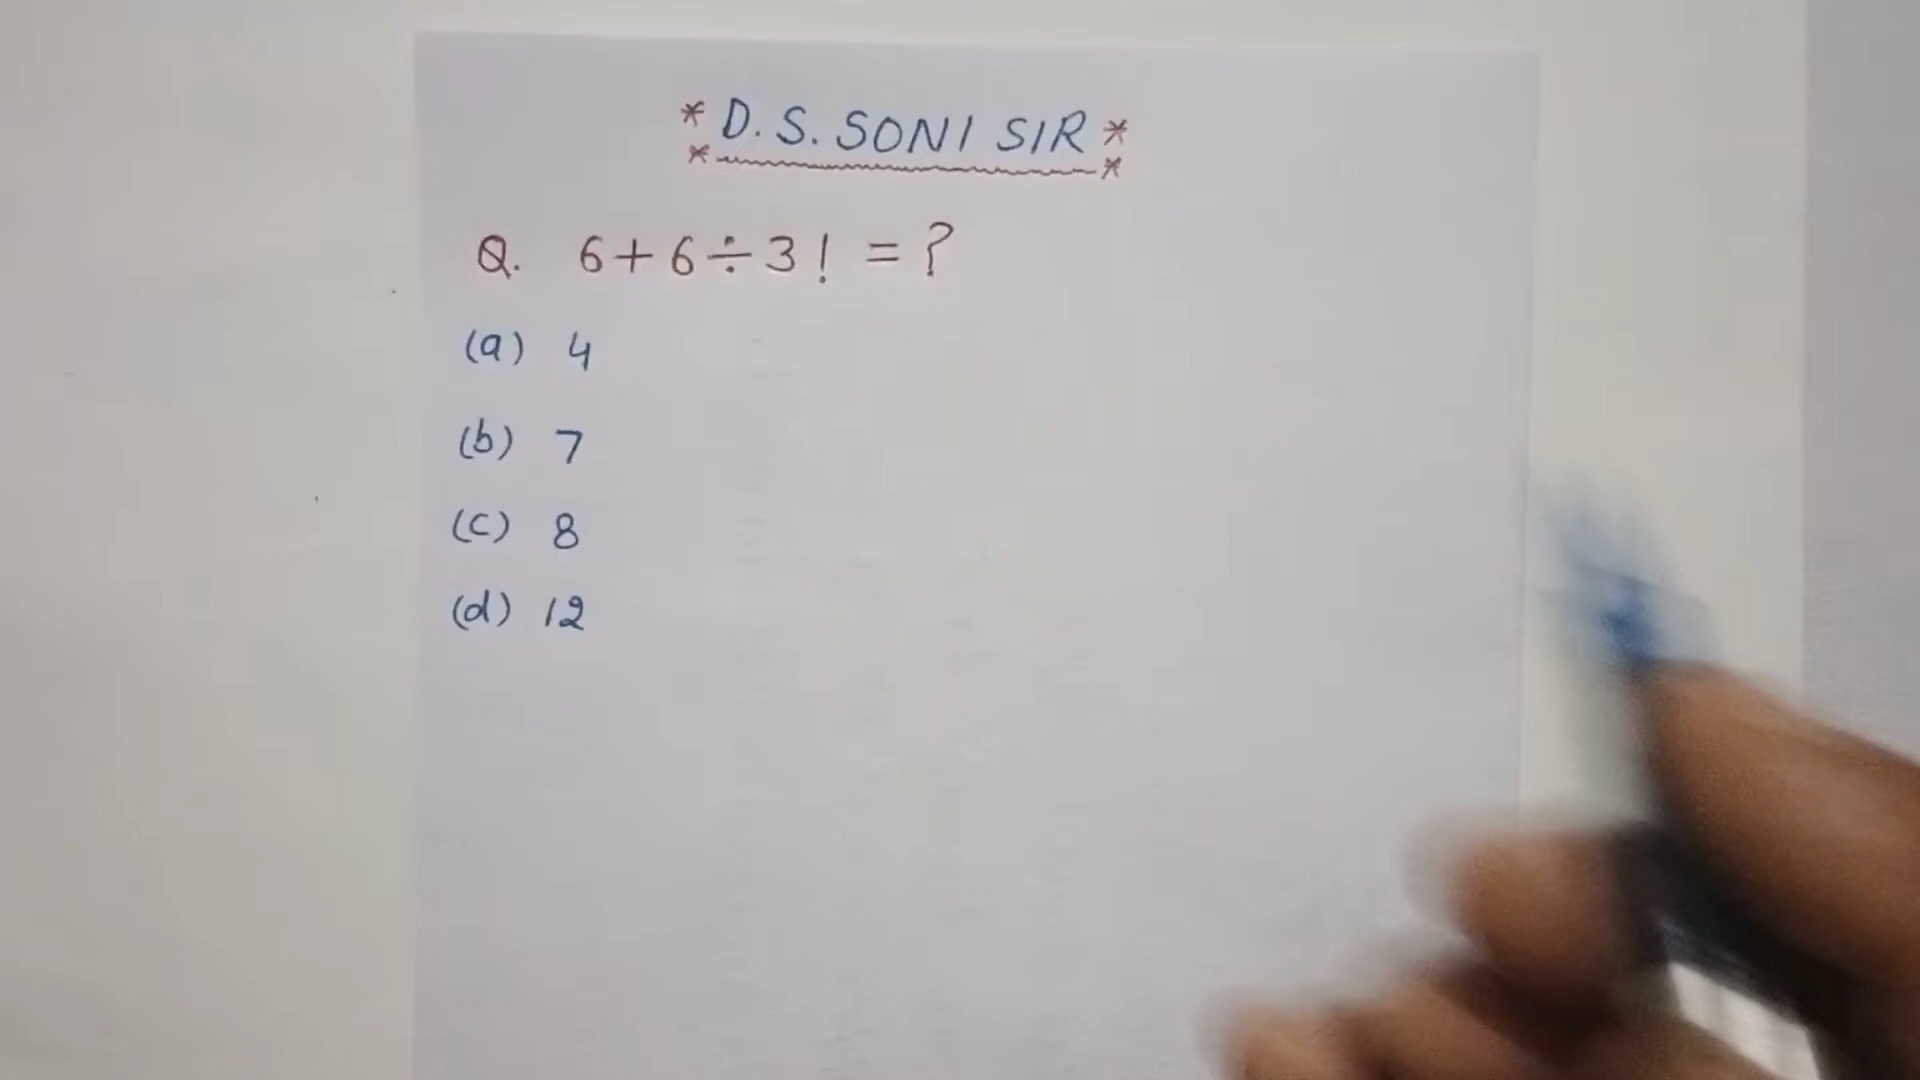 * D. S. SONI SIR *
* *
Q. 6+6÷3! = ?
(a) 4
(b) 7
(c) 8
(d) 12